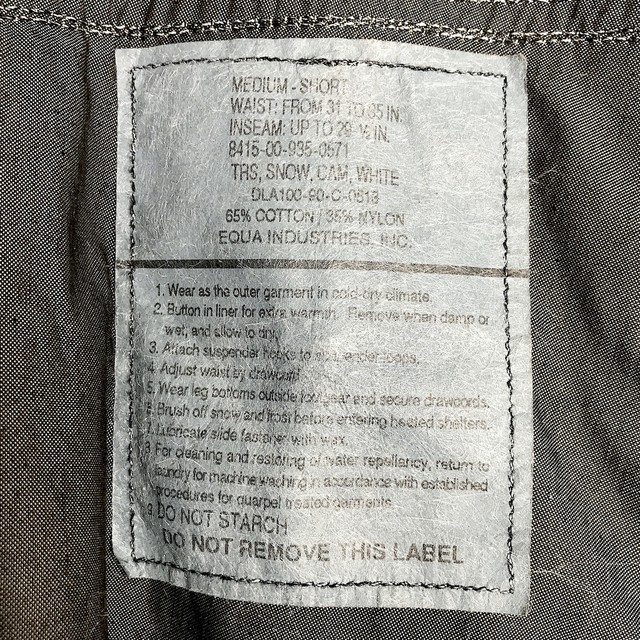 MEDIUM - SHORT
WAIST: FROM 31 TO 35 IN.
INSEAM: UP TO 29 ½ IN.
8415-00-935-0571
TRS, SNOW, CAM, WHITE
DLA100-90-C-0513
65% COTTON / 35% NYLON
EQUA INDUSTRIES, INC.
1. Wear as the outer garment in cold-dry climate.
2. Button in liner for extra warmth. Remove when damp or
wet, and allow to dry.
3. Attach suspender hooks to suspender loops.
4. Adjust waist by drawcord.
5. Wear leg bottoms outside footgear and secure drawcords.
6. Brush off snow and frost before entering heated shelters.
7. Lubricate slide fastener with wax.
8. For cleaning and restoring of water repellancy, return to
laundry for machine washing in accordance with established
procedures for quarpel treated garments.
9. DO NOT STARCH
DO NOT REMOVE THIS LABEL